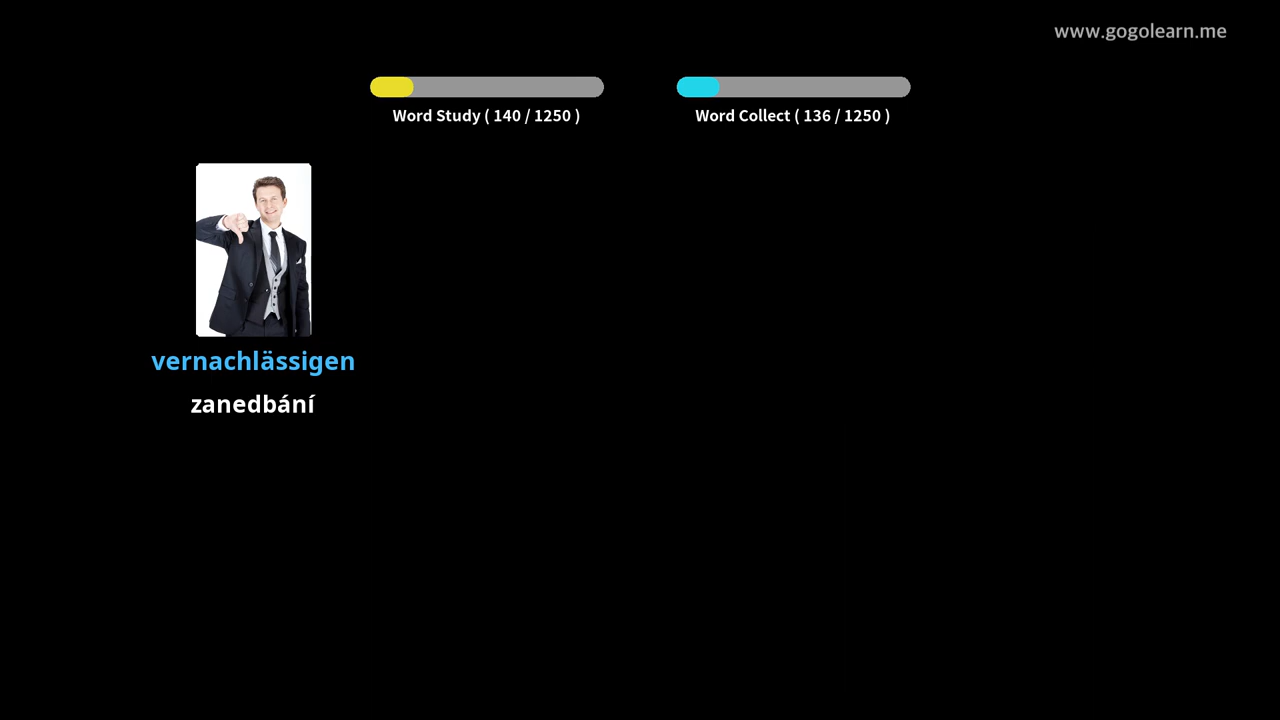 www.gogolearn.me
Word Study ( 140 / 1250 )
Word Collect ( 136 / 1250 )
vernachlässigen
zanedbání